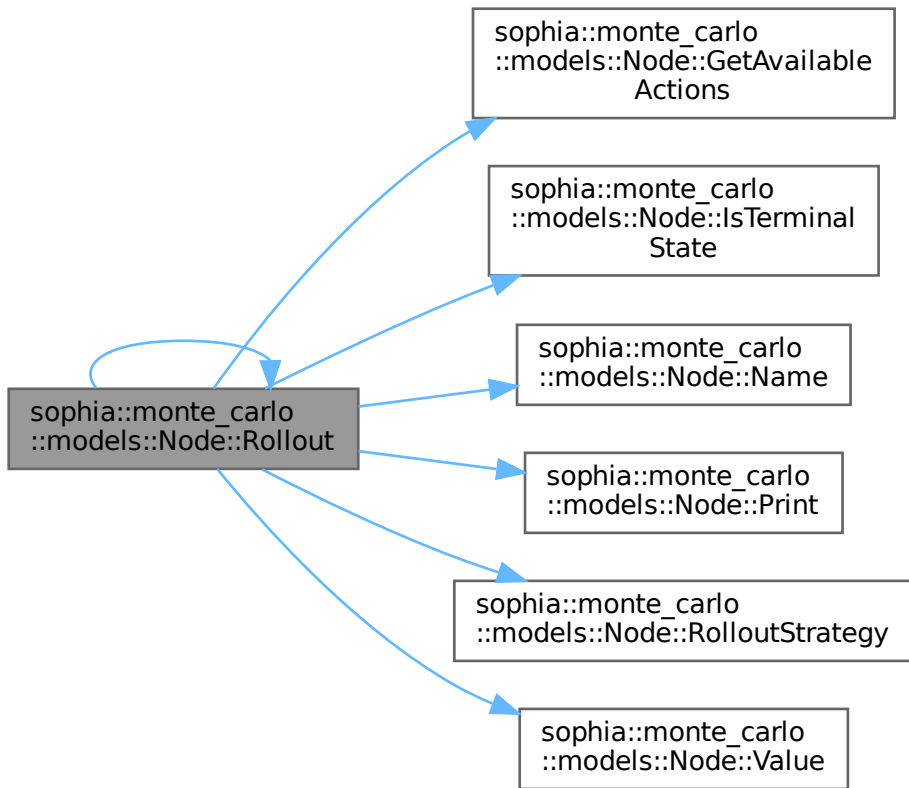 sophia::monte_carlo
::models::Node::GetAvailable
Actions
sophia::monte_carlo
::models::Node::IsTerminal
State
sophia::monte_carlo
::models::Node::Name
sophia::monte_carlo
::models::Node::Rollout
sophia::monte_carlo
::models::Node::Print
sophia::monte_carlo
::models::Node::RolloutStrategy
sophia::monte_carlo
::models::Node::Value